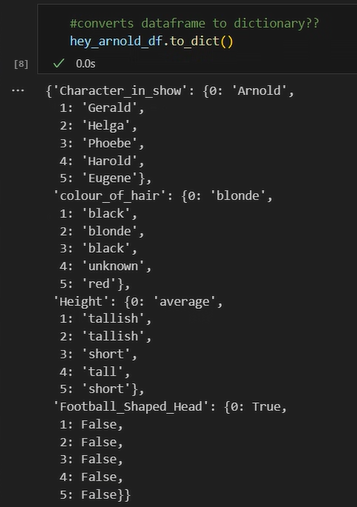 #converts dataframe to dictionary??
hey_arnold_df.to_dict()
[8] ✓ 0.0s
... {'Character_in_show': {0: 'Arnold',
1: 'Gerald',
2: 'Helga',
3: 'Phoebe',
4: 'Harold',
5: 'Eugene'},
'colour_of_hair': {0: 'blonde',
1: 'black',
2: 'blonde',
3: 'black',
4: 'unknown',
5: 'red'},
'Height': {0: 'average',
1: 'tallish',
2: 'tallish',
3: 'short',
4: 'tall',
5: 'short'},
'Football_Shaped_Head': {0: True,
1: False,
2: False,
3: False,
4: False,
5: False}}